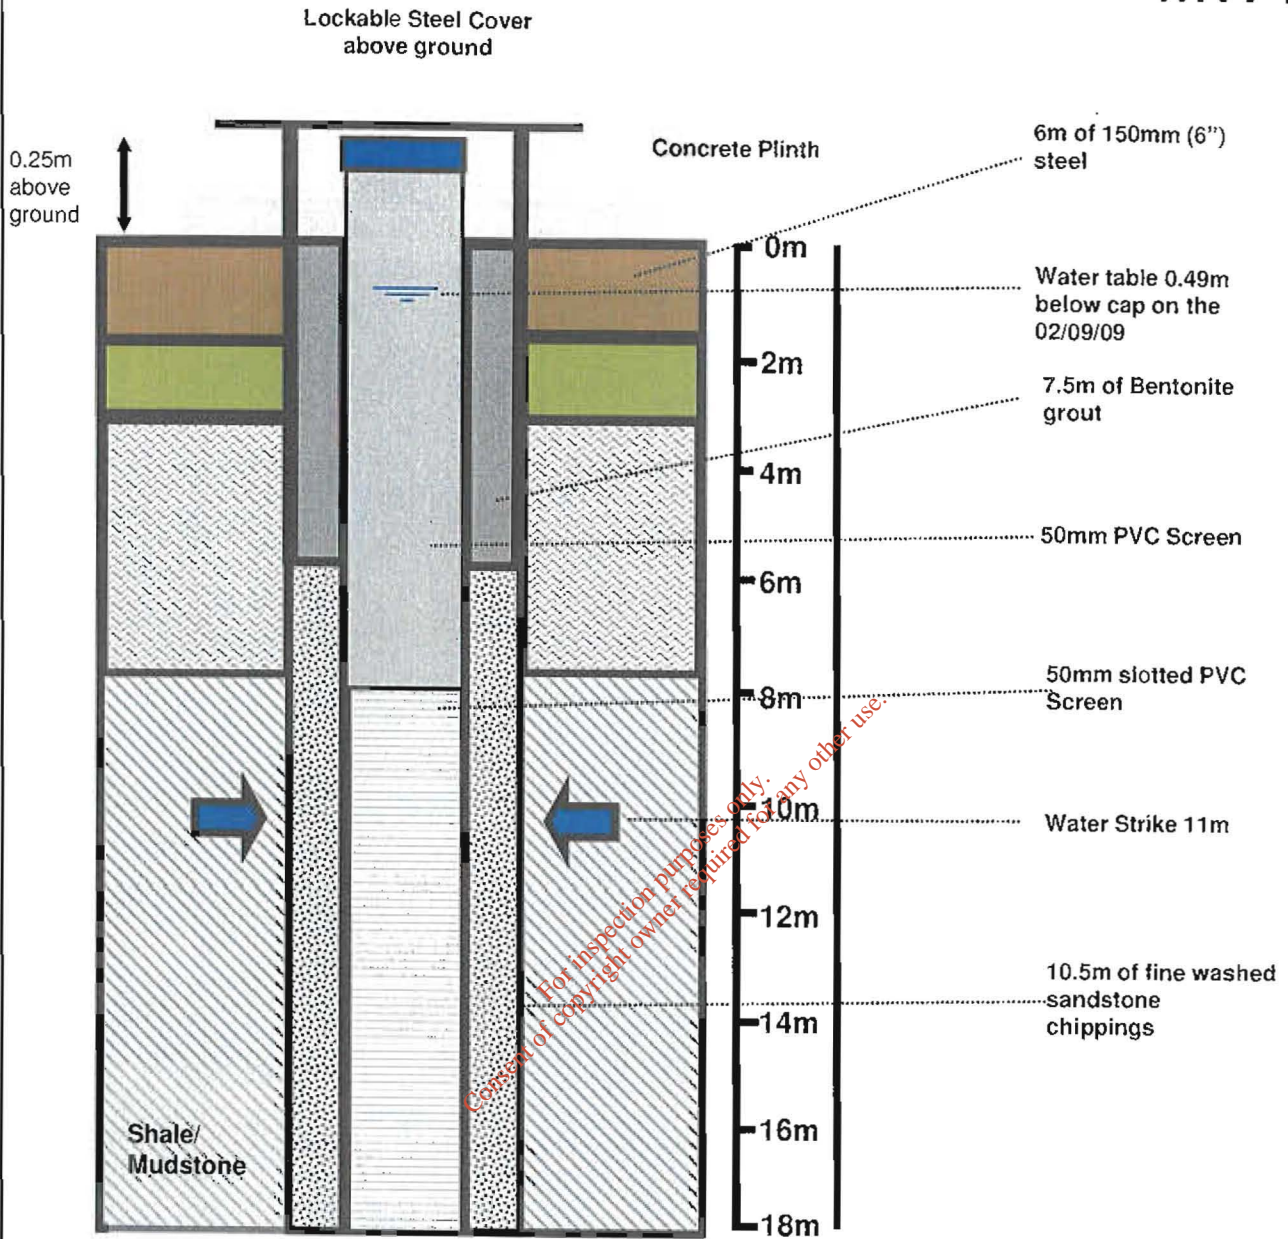 Lockable Steel Cover
above ground
0.25m
above
ground
Concrete Plinth
6m of 150mm (6")
steel
0m
Water table 0.49m
below cap on the
02/09/09
2m
7.5m of Bentonite
grout
4m
50mm PVC Screen
6m
50mm slotted PVC
Screen
8m
10m
Water Strike 11m
12m
10.5m of fine washed
sandstone
chippings
14m
16m
18m
Shale/
Mudstone
For inspection purposes only.
Consent of copyright owner required for any other use.